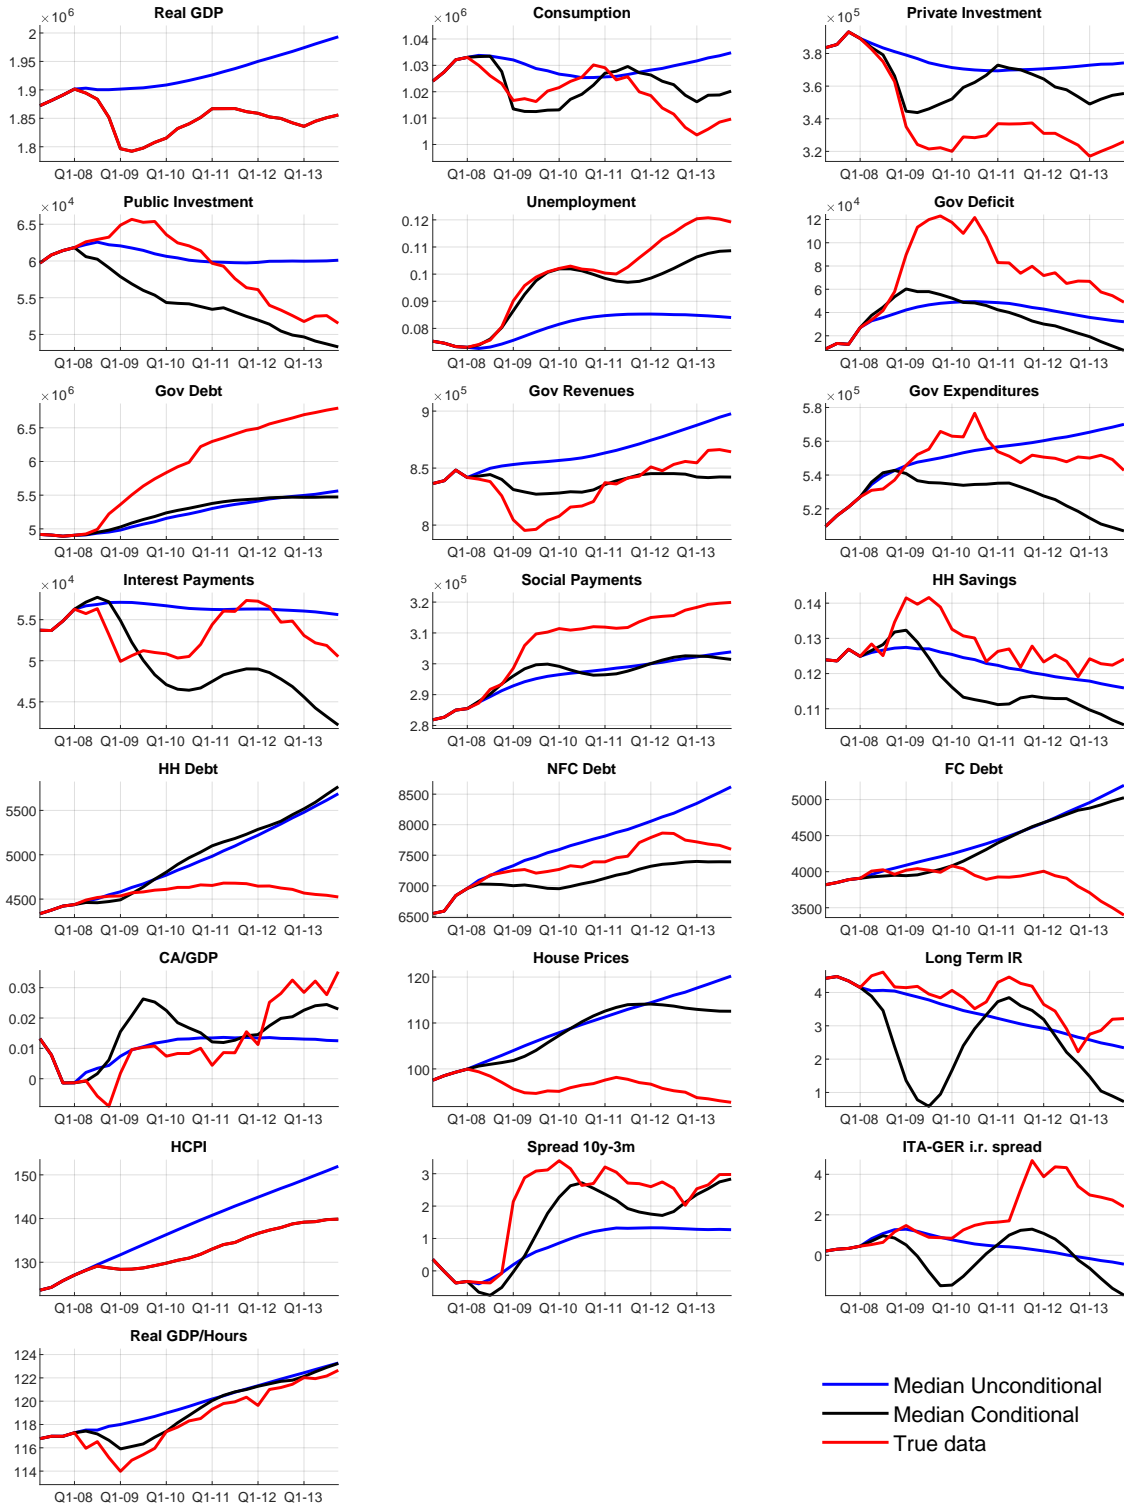 Real GDP
×10⁶
2
1.95
1.9
1.85
1.8
Q1-08 Q1-09 Q1-10 Q1-11 Q1-12 Q1-13
Consumption
×10⁶
1.04
1.03
1.02
1.01
1
Q1-08 Q1-09 Q1-10 Q1-11 Q1-12 Q1-13
Private Investment
×10⁵
3.8
3.6
3.4
3.2
Q1-08 Q1-09 Q1-10 Q1-11 Q1-12 Q1-13
Public Investment
×10⁴
6.5
6
5.5
5
Q1-08 Q1-09 Q1-10 Q1-11 Q1-12 Q1-13
Unemployment
0.12
0.11
0.1
0.09
0.08
Q1-08 Q1-09 Q1-10 Q1-11 Q1-12 Q1-13
Gov Deficit
×10⁴
12
10
8
6
4
2
Q1-08 Q1-09 Q1-10 Q1-11 Q1-12 Q1-13
Gov Debt
×10⁶
6.5
6
5.5
5
Q1-08 Q1-09 Q1-10 Q1-11 Q1-12 Q1-13
Gov Revenues
×10⁵
9
8.5
8
Q1-08 Q1-09 Q1-10 Q1-11 Q1-12 Q1-13
Gov Expenditures
×10⁵
5.8
5.6
5.4
5.2
Q1-08 Q1-09 Q1-10 Q1-11 Q1-12 Q1-13
Interest Payments
×10⁴
5.5
5
4.5
Q1-08 Q1-09 Q1-10 Q1-11 Q1-12 Q1-13
Social Payments
×10⁵
3.2
3.1
3
2.9
2.8
Q1-08 Q1-09 Q1-10 Q1-11 Q1-12 Q1-13
HH Savings
0.14
0.13
0.12
0.11
Q1-08 Q1-09 Q1-10 Q1-11 Q1-12 Q1-13
HH Debt
5500
5000
4500
Q1-08 Q1-09 Q1-10 Q1-11 Q1-12 Q1-13
NFC Debt
8500
8000
7500
7000
6500
Q1-08 Q1-09 Q1-10 Q1-11 Q1-12 Q1-13
FC Debt
5000
4500
4000
3500
Q1-08 Q1-09 Q1-10 Q1-11 Q1-12 Q1-13
CA/GDP
0.03
0.02
0.01
0
Q1-08 Q1-09 Q1-10 Q1-11 Q1-12 Q1-13
House Prices
120
110
100
Q1-08 Q1-09 Q1-10 Q1-11 Q1-12 Q1-13
Long Term IR
4
3
2
1
Q1-08 Q1-09 Q1-10 Q1-11 Q1-12 Q1-13
HCPI
150
140
130
Q1-08 Q1-09 Q1-10 Q1-11 Q1-12 Q1-13
Spread 10y-3m
3
2
1
0
Q1-08 Q1-09 Q1-10 Q1-11 Q1-12 Q1-13
ITA-GER i.r. spread
4
2
0
Q1-08 Q1-09 Q1-10 Q1-11 Q1-12 Q1-13
Real GDP/Hours
124
122
120
118
116
114
Q1-08 Q1-09 Q1-10 Q1-11 Q1-12 Q1-13
Median Unconditional
Median Conditional
True data